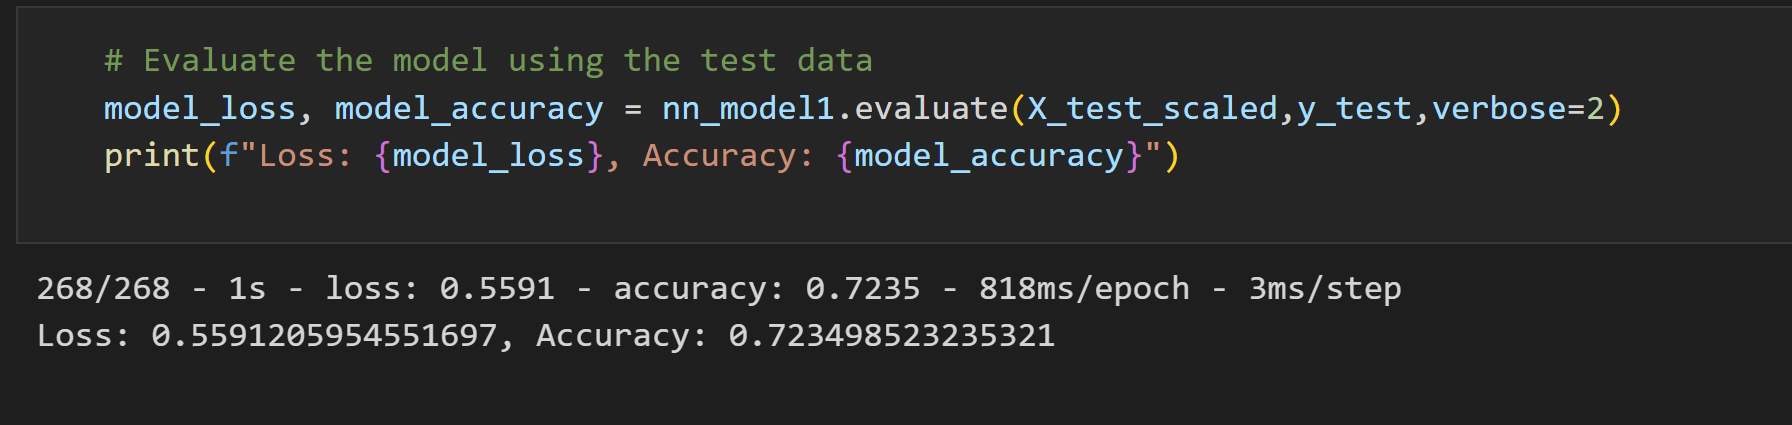 # Evaluate the model using the test data
model_loss, model_accuracy = nn_model1.evaluate(X_test_scaled,y_test,verbose=2)
print(f"Loss: {model_loss}, Accuracy: {model_accuracy}")
268/268 - 1s - loss: 0.5591 - accuracy: 0.7235 - 818ms/epoch - 3ms/step
Loss: 0.5591205954551697, Accuracy: 0.723498523235321